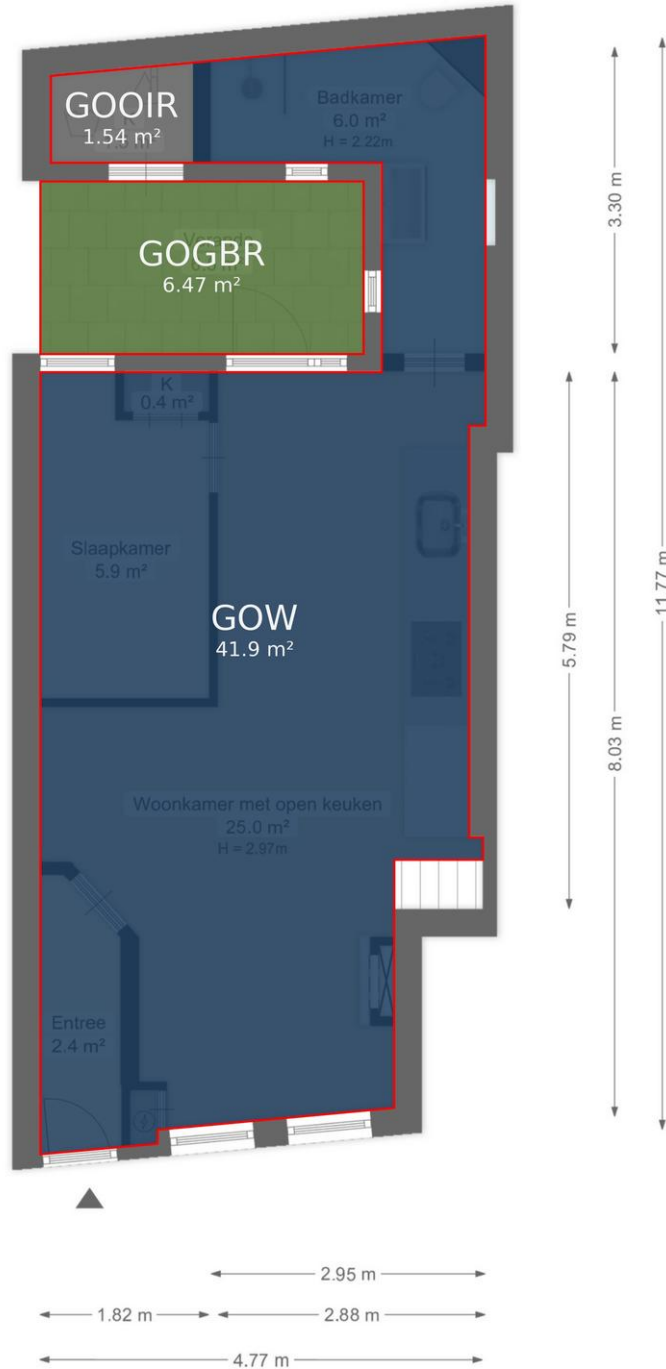 GOOIR
K
1.54 m²
Badkamer
6.0 m²
H = 2.22m
GOGBR
6.47 m²
K
0.4 m²
Slaapkamer
5.9 m²
GOW
41.9 m²
Woonkamer met open keuken
25.0 m²
H = 2.97m
Entree
2.4 m²
3.30 m
11.77 m
5.79 m
8.03 m
2.95 m
1.82 m
2.88 m
4.77 m